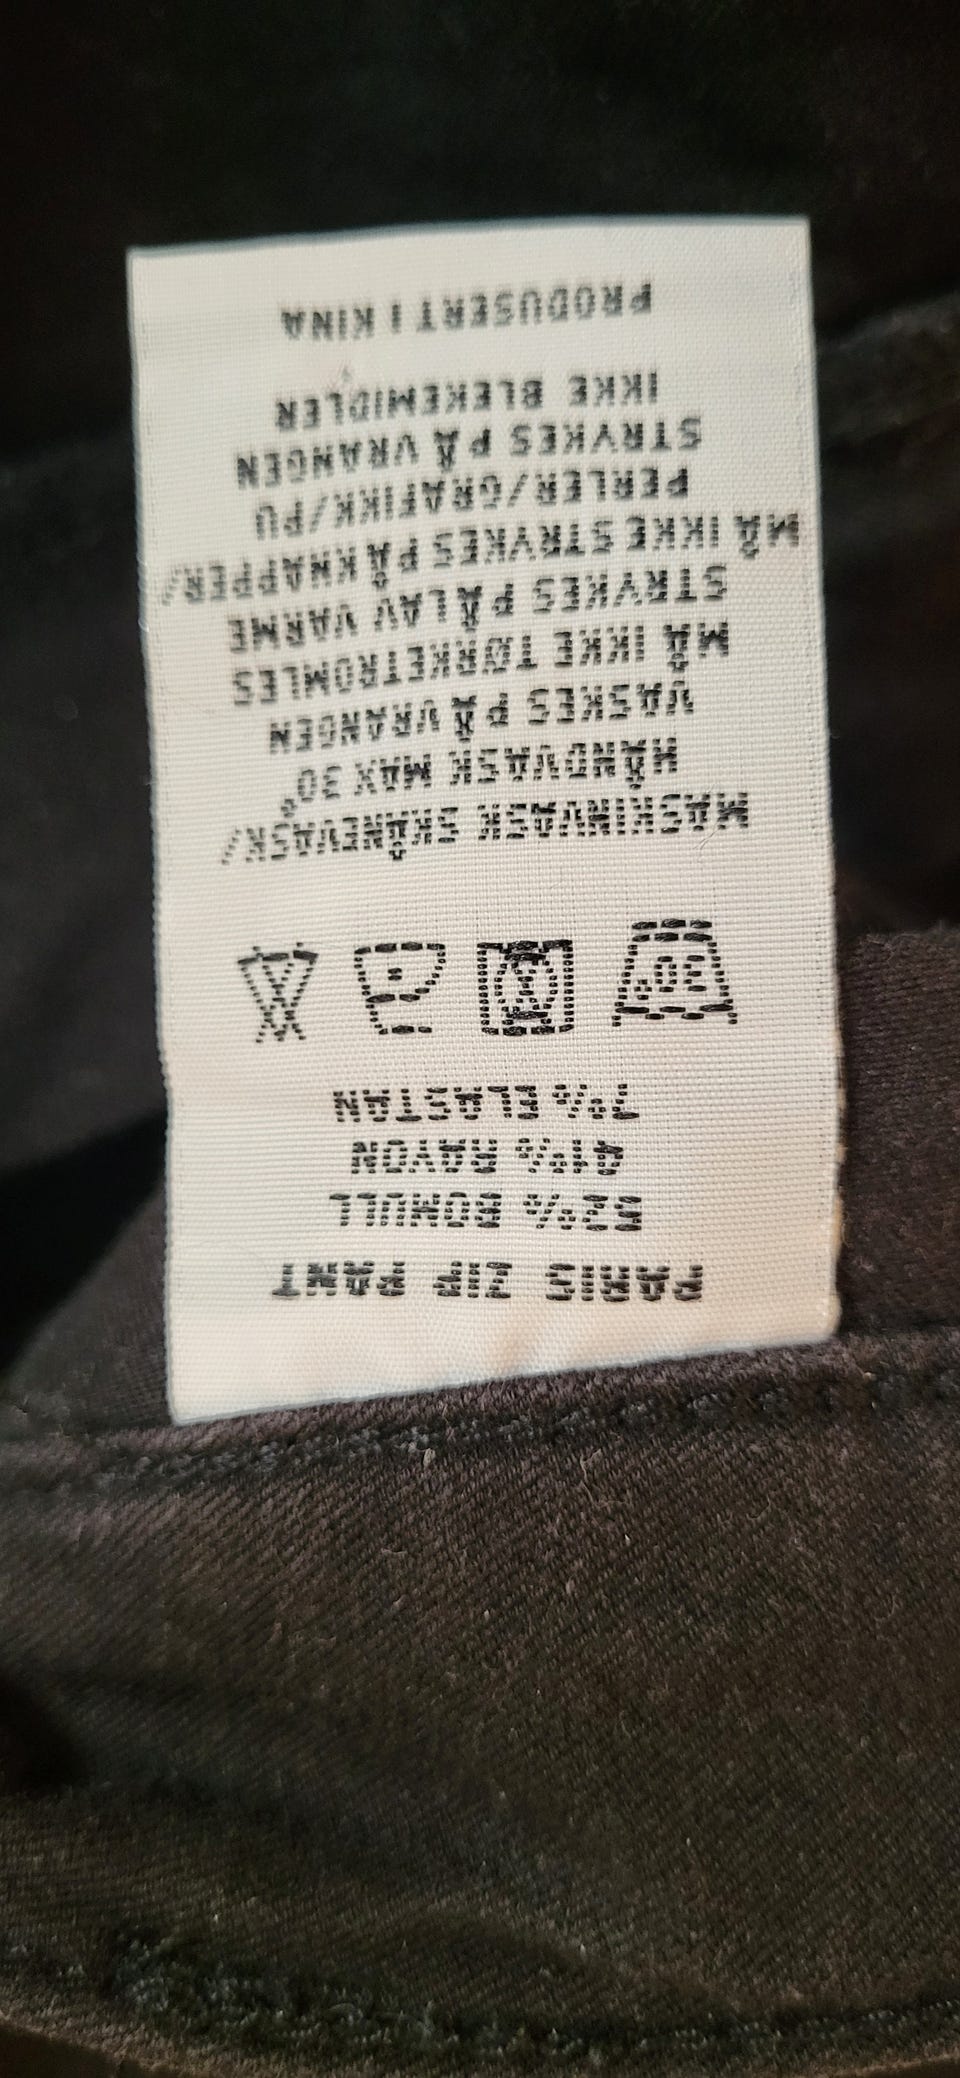 PARIS ZIP PANT
52% BOMULL
41% RAYON
7% ELASTAN
30°
MASKINVASK SKÅNEVASK/
HÅNDVASK MAX 30°
VASKES PÅ VRANGEN
MÅ IKKE TØRKETROMLES
STRYKES PÅ LAV VARME
MÅ IKKE STRYKES PÅ KNAPPER/
PERLER/GRAFIKK/PU
STRYKES PÅ VRANGEN
IKKE BLEKEMIDLER
PRODUSERT I KINA